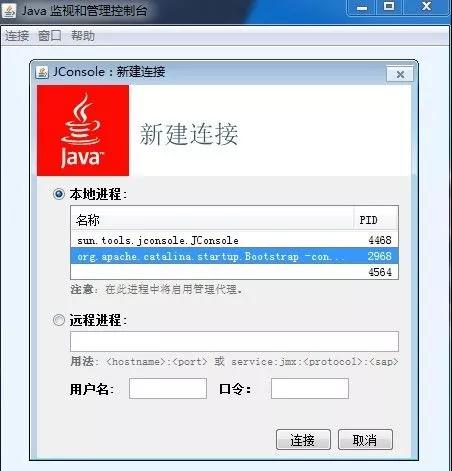 Java 监视和管理控制台
连接 窗口 帮助
JConsole：新建连接
Java™
新建连接
本地进程:
名称 PID
sun.tools.jconsole.JConsole 4468
org.apache.catalina.startup.Bootstrap -con... 2968
4564
注意：在此进程中将启用管理代理。
远程进程:
用法: <hostname>:<port> 或 service:jmx:<protocol>:<sap>
用户名: 口令:
连接 取消